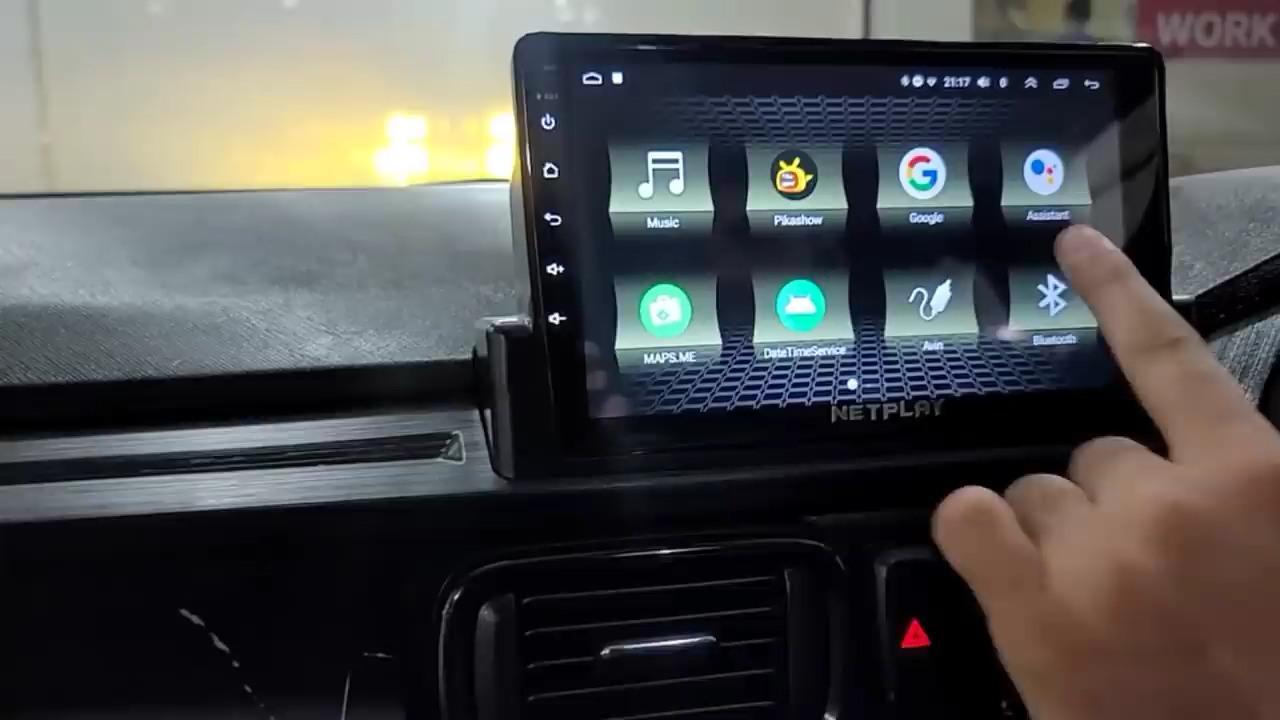 WORK
21:17
Music
Pikashow
Google
Assistant
MAPS.ME
DateTimeService
Avin
Bluetooth
NETPLAY